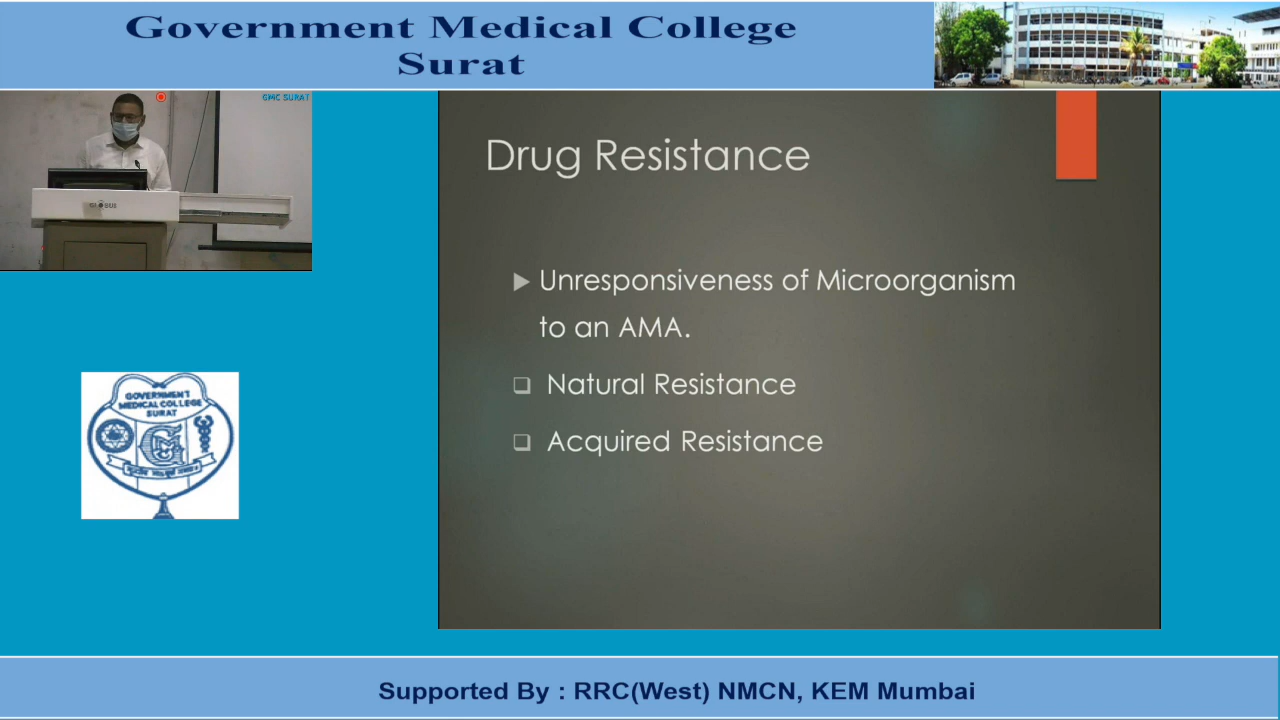 Government Medical College
Surat
GMC SURAT
GLOBUS
GOVERNMENT
MEDICAL COLLEGE
SURAT
Drug Resistance
Unresponsiveness of Microorganism
to an AMA.
Natural Resistance
Acquired Resistance
Supported By : RRC(West) NMCN, KEM Mumbai